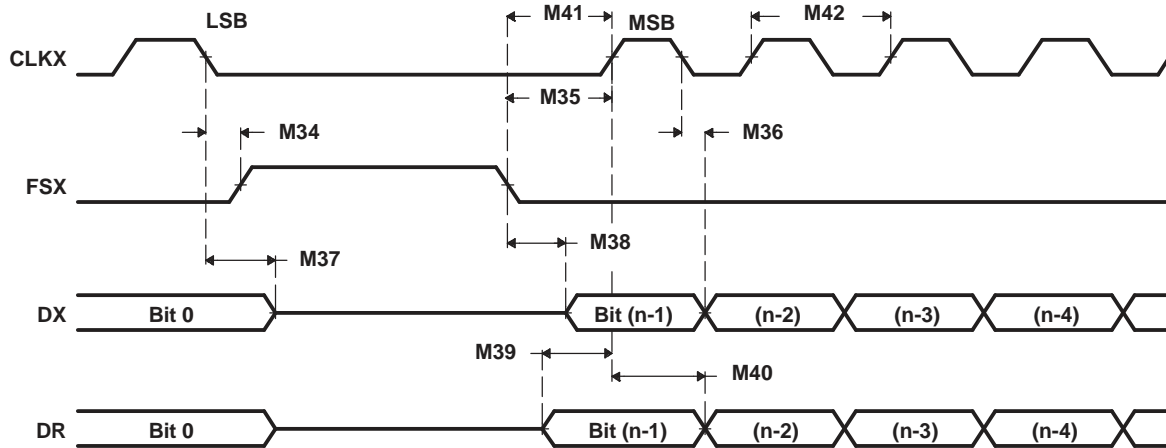 M41
M42
LSB
MSB
CLKX
M35
M34
M36
FSX
M38
M37
DX
Bit 0
Bit (n-1)
(n-2)
(n-3)
(n-4)
M39
M40
DR
Bit 0
Bit (n-1)
(n-2)
(n-3)
(n-4)